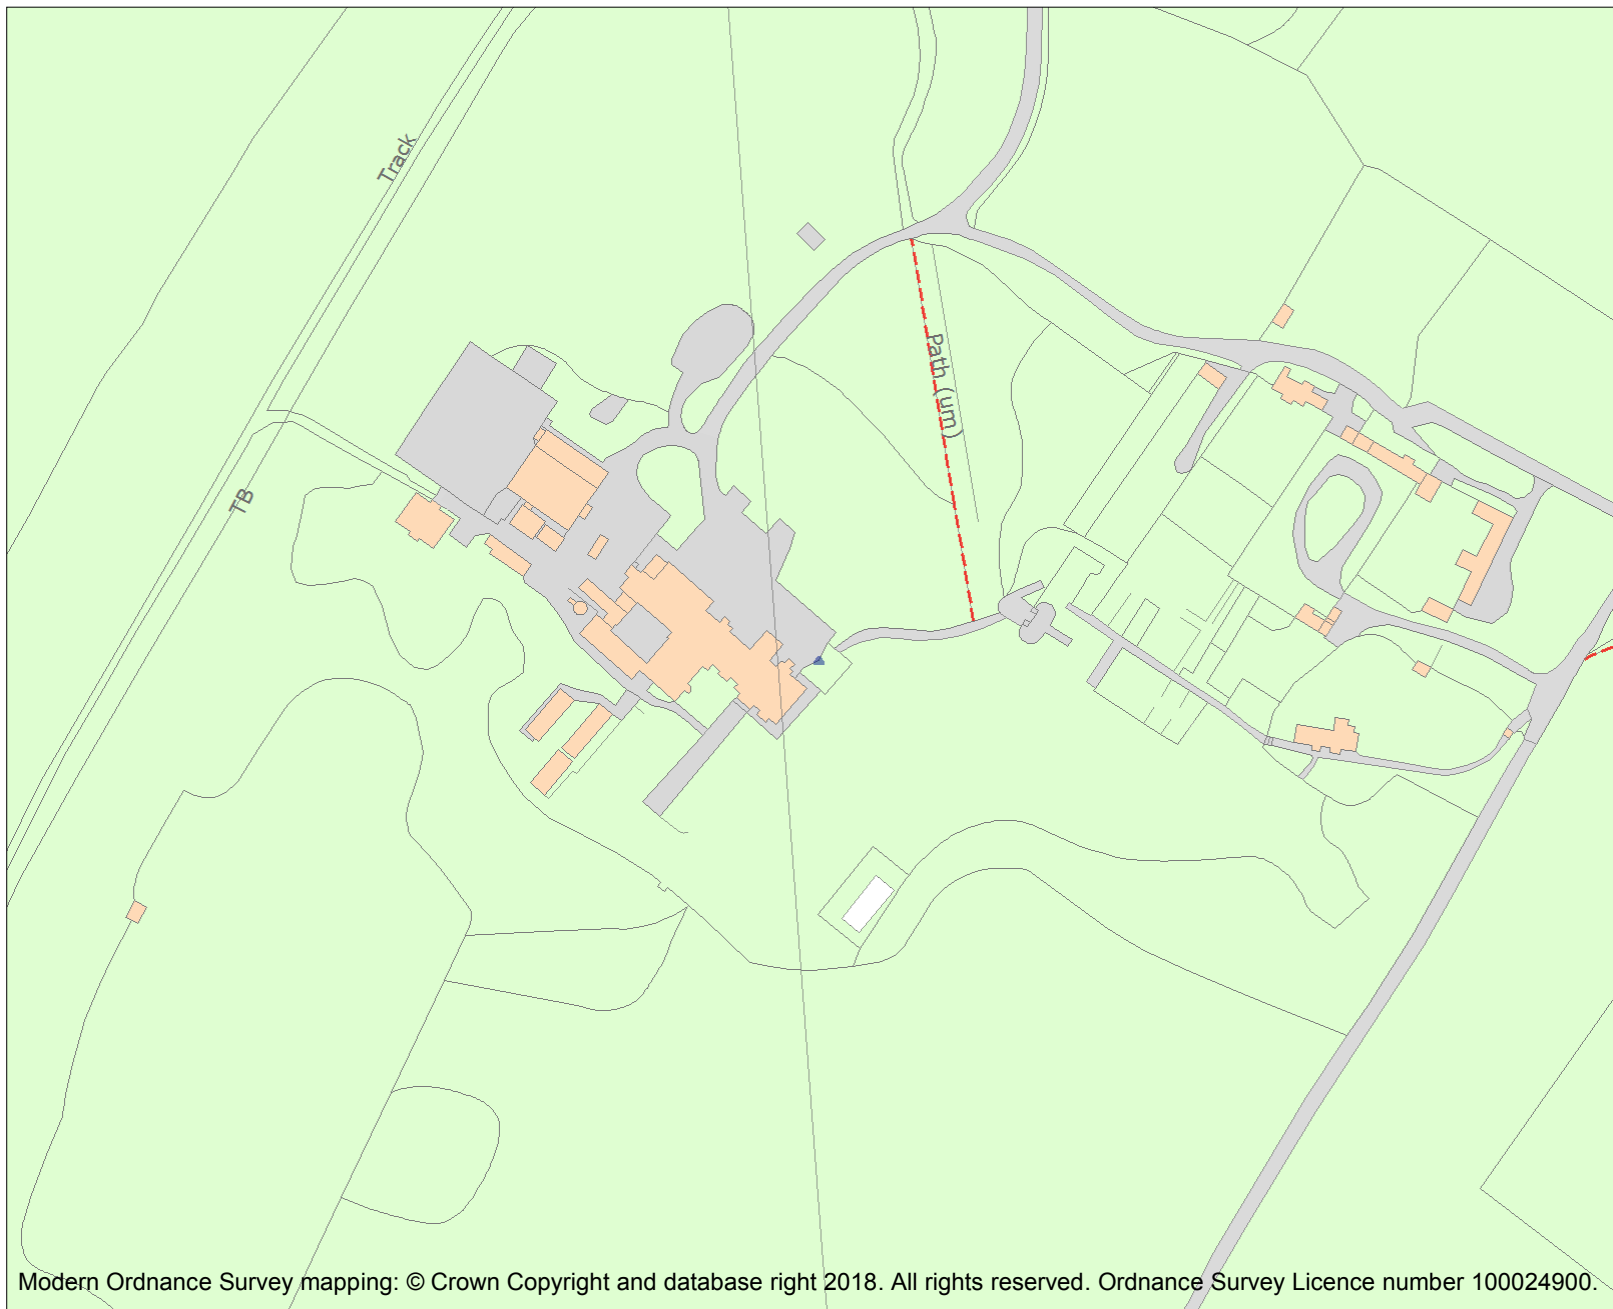 Track
Path (um)
TB
Modern Ordnance Survey mapping: © Crown Copyright and database right 2018. All rights reserved. Ordnance Survey Licence number 100024900.